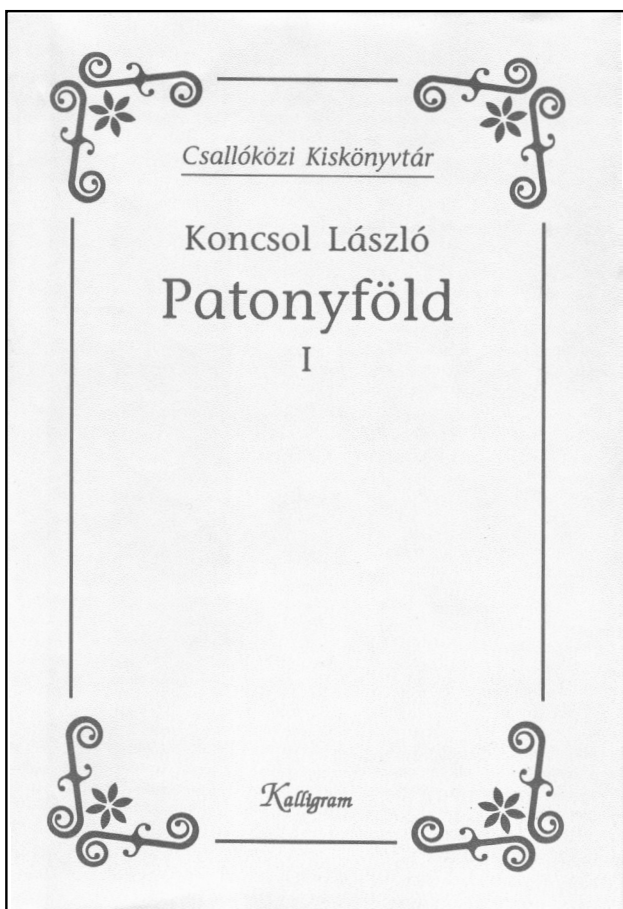 Csallóközi Kiskönyvtár
Koncsol László
Patonyföld
I
Kalligram